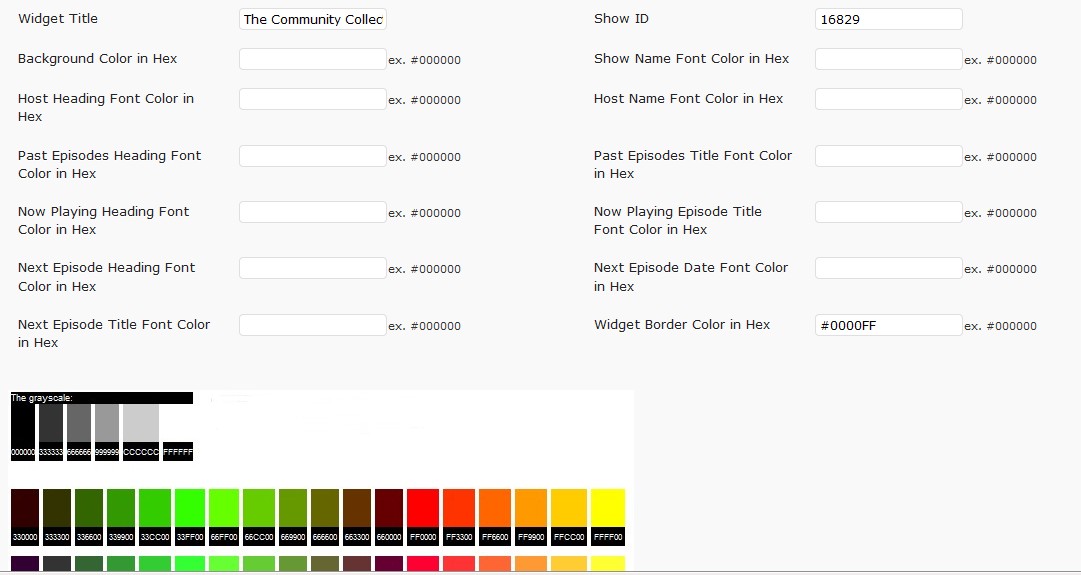 Widget Title The Community Collec Show ID 16829
Background Color in Hex ex. #000000 Show Name Font Color in Hex ex. #000000
Host Heading Font Color in Hex ex. #000000 Host Name Font Color in Hex ex. #000000
Past Episodes Heading Font Color in Hex ex. #000000 Past Episodes Title Font Color in Hex ex. #000000
Now Playing Heading Font Color in Hex ex. #000000 Now Playing Episode Title Font Color in Hex ex. #000000
Next Episode Heading Font Color in Hex ex. #000000 Next Episode Date Font Color in Hex ex. #000000
Next Episode Title Font Color in Hex ex. #000000 Widget Border Color in Hex #0000FF ex. #000000
The grayscale:
000000 333333 666666 999999 CCCCCC FFFFFF
330000 333300 336600 339900 33CC00 33FF00 66FF00 66CC00 669900 666600 663300 660000 FF0000 FF3300 FF6600 FF9900 FFCC00 FFFF00